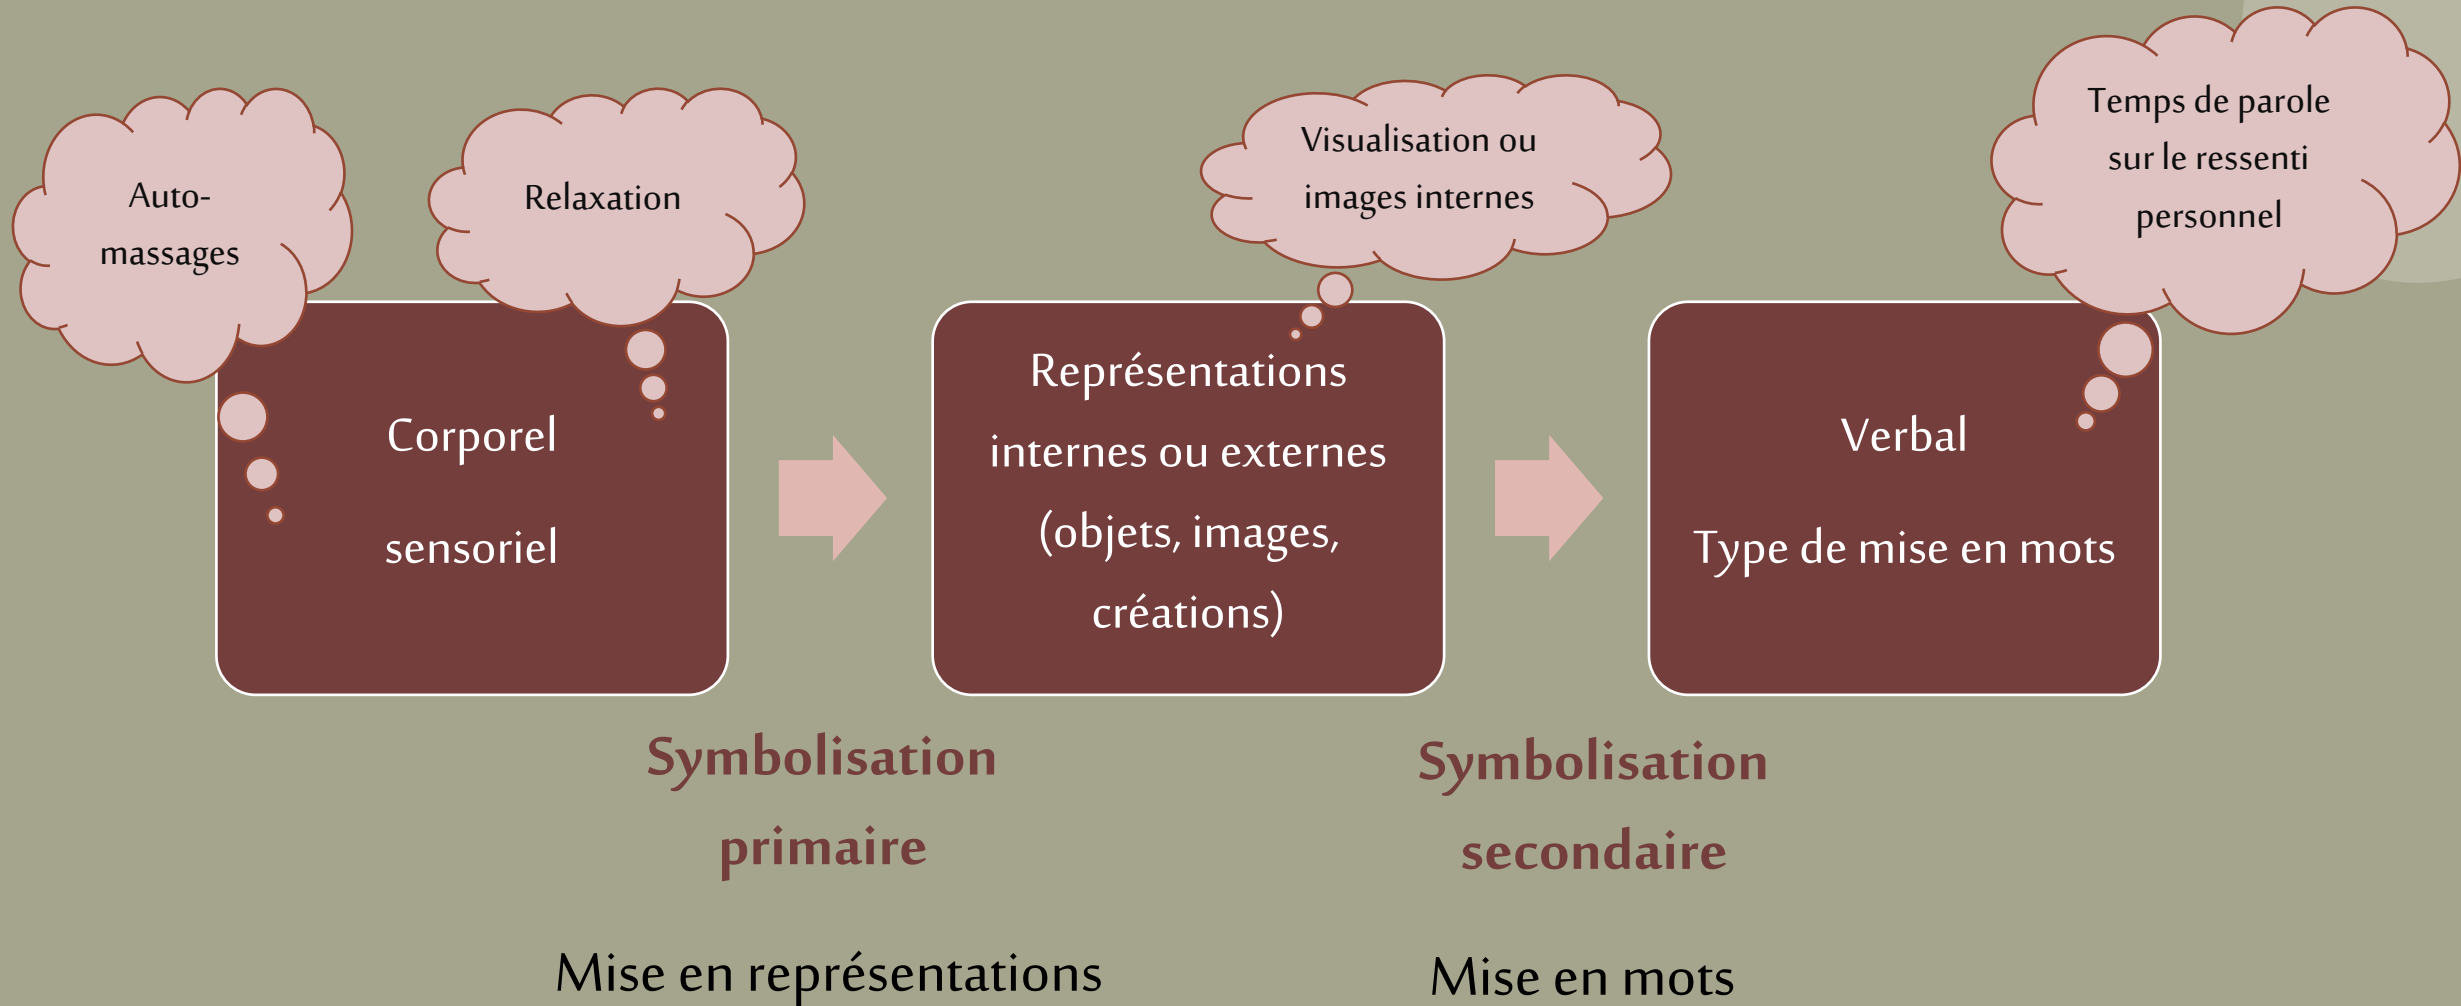 Auto-
massages
Relaxation
Visualisation ou
images internes
Temps de parole
sur le ressenti
personnel
Corporel
sensoriel
Représentations
internes ou externes
(objets, images,
créations)
Verbal
Type de mise en mots
Symbolisation
primaire
Symbolisation
secondaire
Mise en représentations
Mise en mots